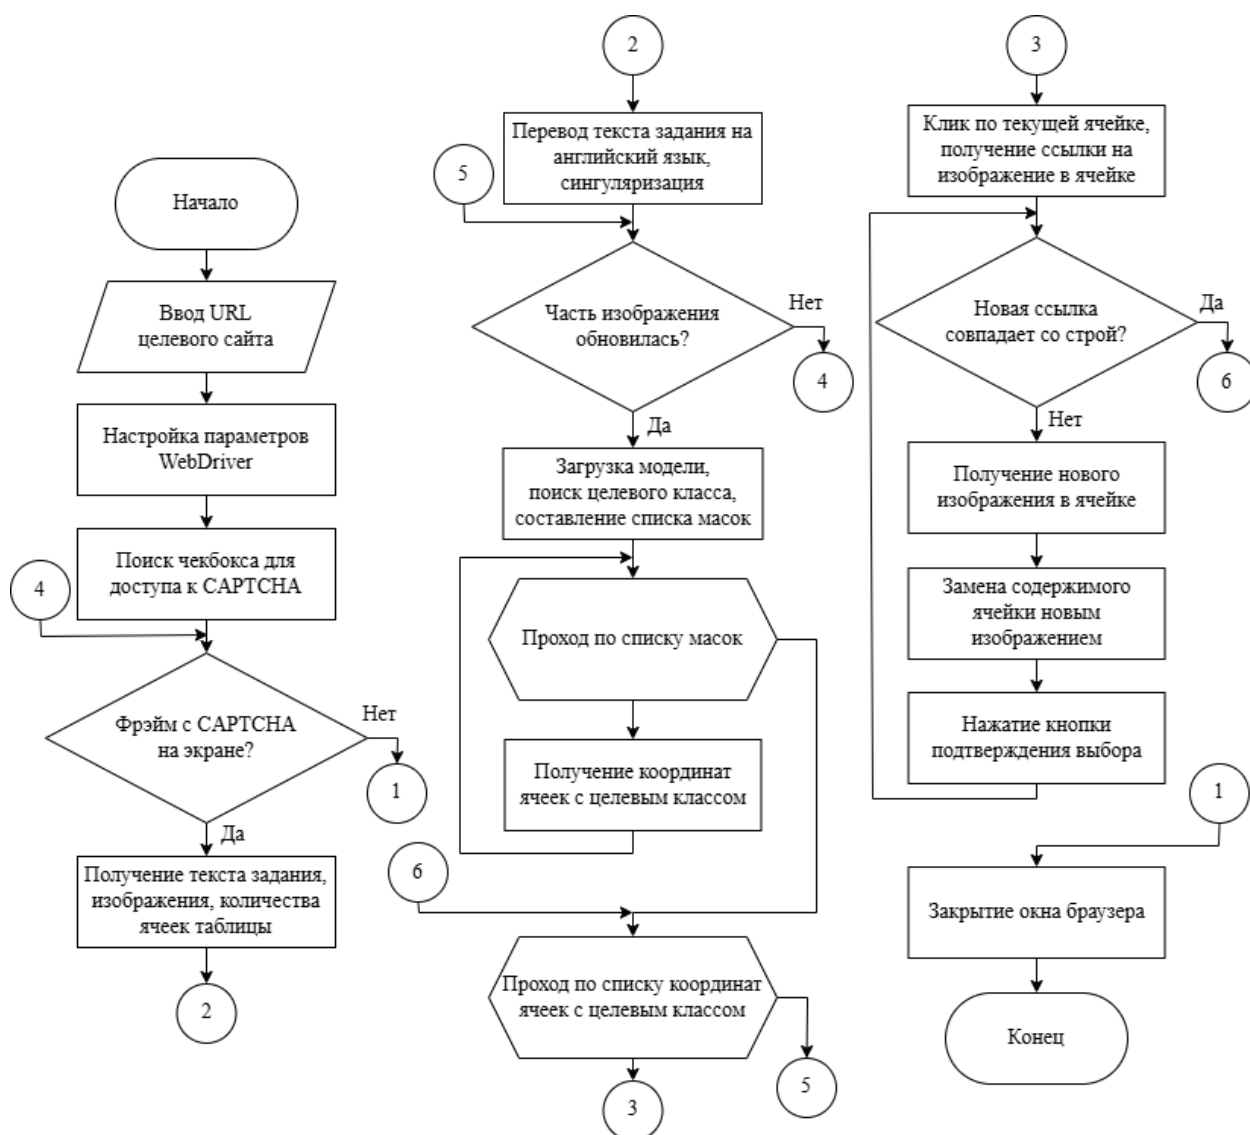 Начало
Ввод URL
целевого сайта
Настройка параметров
WebDriver
Поиск чекбокса для
доступа к CAPTCHA
4
Фрэйм с CAPTCHA
на экране?
Нет
1
Да
Получение текста задания,
изображения, количества
ячеек таблицы
2
2
Перевод текста задания на
английский язык,
сингуляризация
5
Часть изображения
обновилась?
Нет
4
Да
Загрузка модели,
поиск целевого класса,
составление списка масок
Проход по списку масок
Получение координат
ячеек с целевым классом
6
Проход по списку координат
ячеек с целевым классом
5
3
3
Клик по текущей ячейке,
получение ссылки на
изображение в ячейке
Новая ссылка
совпадает со строй?
Да
6
Нет
Получение нового
изображения в ячейке
Замена содержимого
ячейки новым
изображением
Нажатие кнопки
подтверждения выбора
1
Закрытие окна браузера
Конец